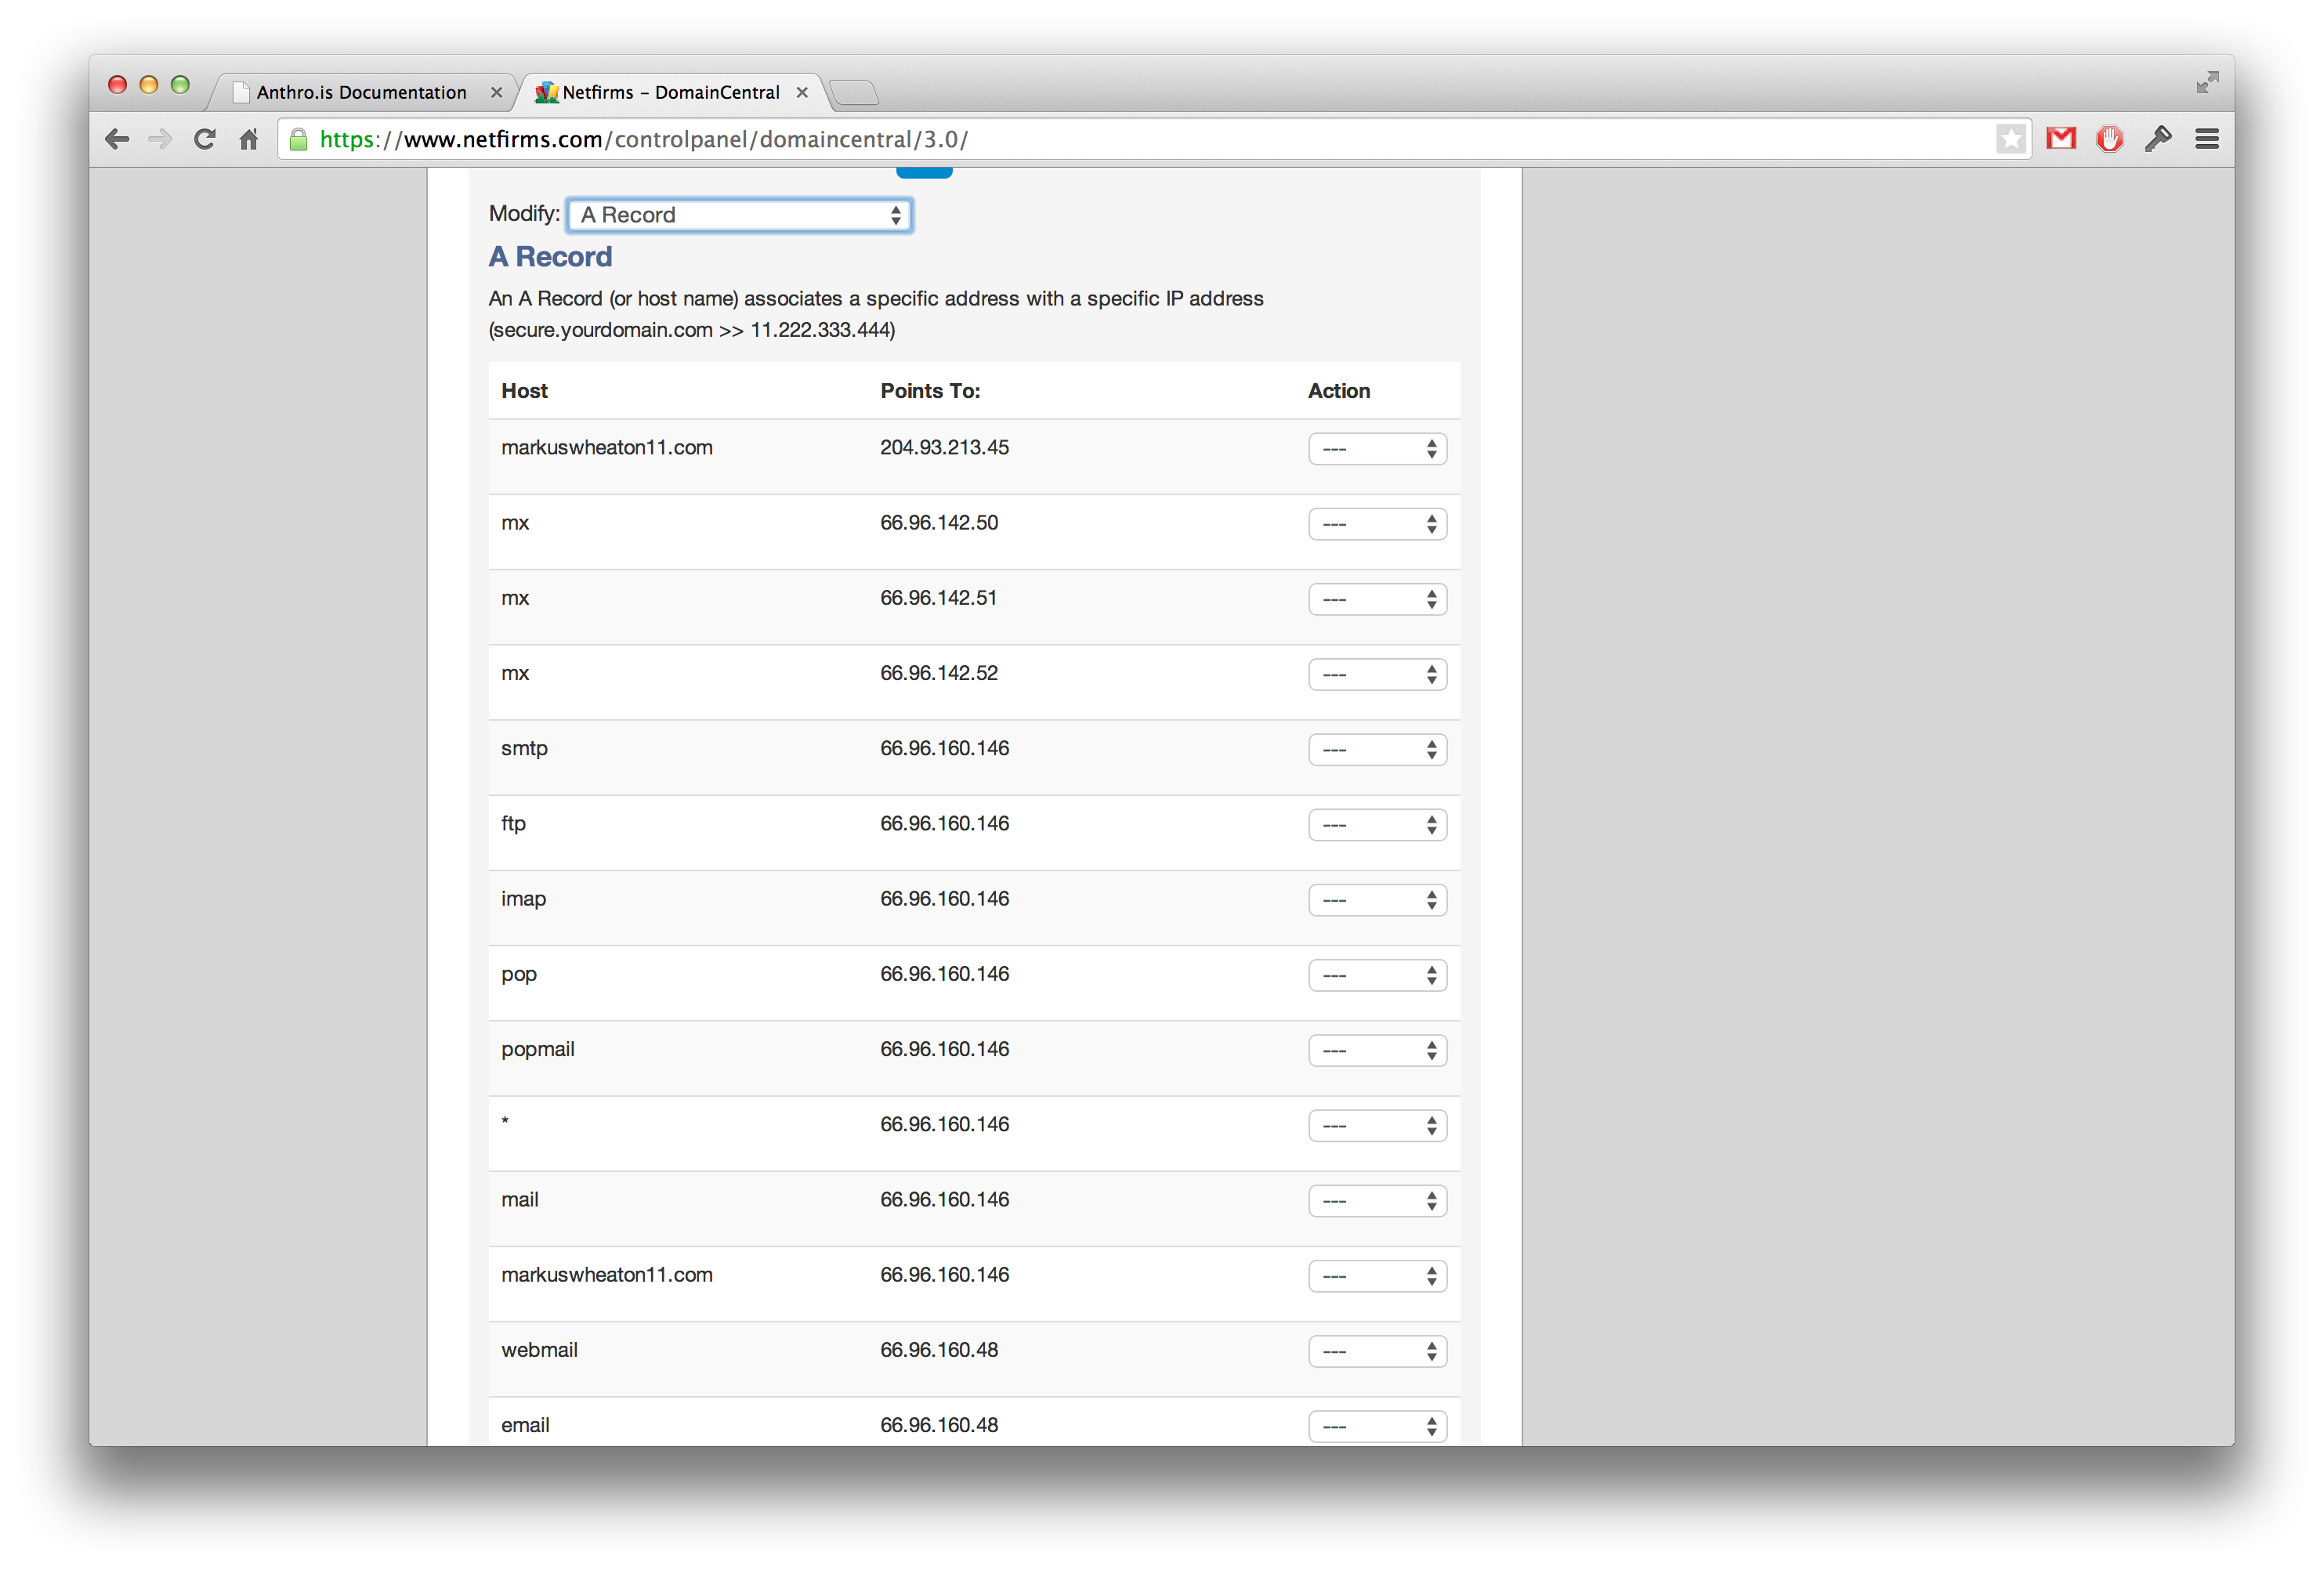 Anthro.is Documentation
Netfirms – DomainCentral
https://www.netfirms.com/controlpanel/domaincentral/3.0/
Modify: A Record
A Record
An A Record (or host name) associates a specific address with a specific IP address
(secure.yourdomain.com >> 11.222.333.444)
Host Points To: Action
markuswheaton11.com 204.93.213.45 ---
mx 66.96.142.50 ---
mx 66.96.142.51 ---
mx 66.96.142.52 ---
smtp 66.96.160.146 ---
ftp 66.96.160.146 ---
imap 66.96.160.146 ---
pop 66.96.160.146 ---
popmail 66.96.160.146 ---
* 66.96.160.146 ---
mail 66.96.160.146 ---
markuswheaton11.com 66.96.160.146 ---
webmail 66.96.160.48 ---
email 66.96.160.48 ---